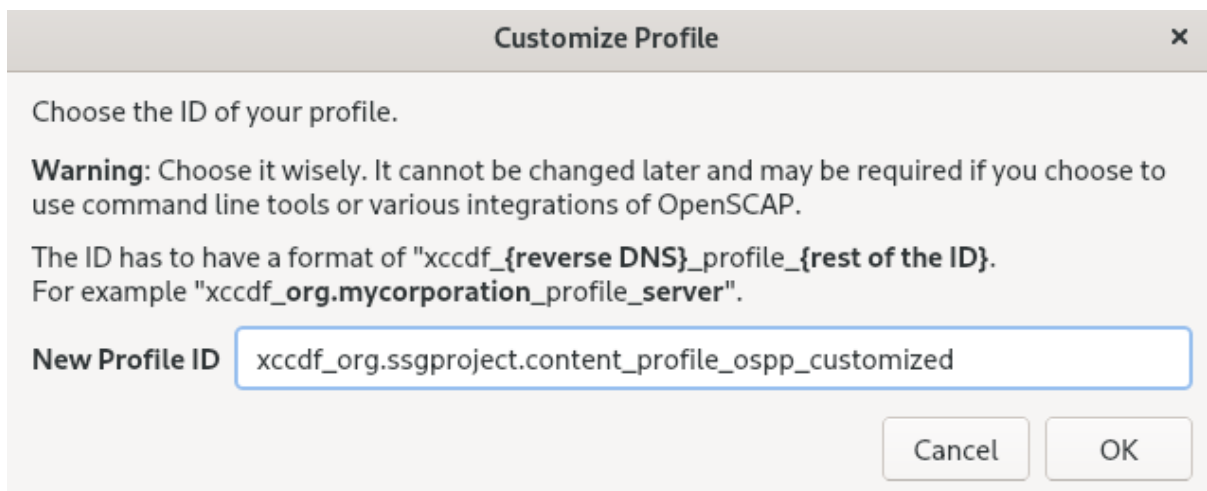 Customize Profile
Choose the ID of your profile.
Warning: Choose it wisely. It cannot be changed later and may be required if you choose to
use command line tools or various integrations of OpenSCAP.
The ID has to have a format of "xccdf_{reverse DNS}_profile_{rest of the ID}.
For example "xccdf_org.mycorporation_profile_server".
New Profile ID xccdf_org.ssgproject.content_profile_ospp_customized
Cancel OK